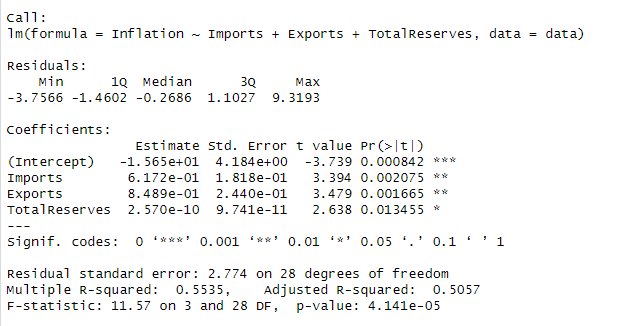 Call:
lm(formula = Inflation ~ Imports + Exports + TotalReserves, data = data)
Residuals:
Min 1Q Median 3Q Max
-3.7566 -1.4602 -0.2686 1.1027 9.3193
Coefficients:
Estimate Std. Error t value Pr(>|t|)
(Intercept) -1.565e+01 4.184e+00 -3.739 0.000842 ***
Imports 6.172e-01 1.818e-01 3.394 0.002075 **
Exports 8.489e-01 2.440e-01 3.479 0.001665 **
TotalReserves 2.570e-10 9.741e-11 2.638 0.013455 *
---
Signif. codes: 0 ‘***’ 0.001 ‘**’ 0.01 ‘*’ 0.05 ‘.’ 0.1 ‘ ’ 1
Residual standard error: 2.774 on 28 degrees of freedom
Multiple R-squared: 0.5535, Adjusted R-squared: 0.5057
F-statistic: 11.57 on 3 and 28 DF, p-value: 4.141e-05